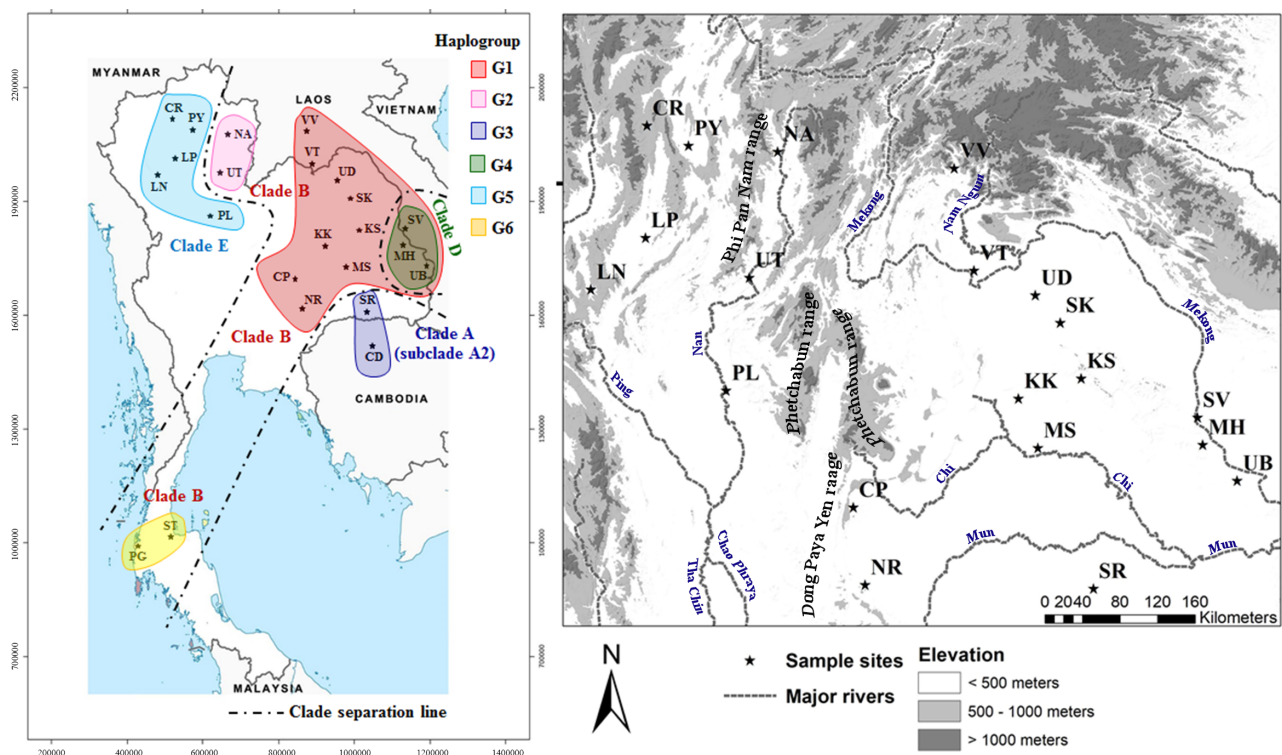 Haplogroup
G1
G2
G3
G4
G5
G6
MYANMAR
LAOS
VIETNAM
CR
PY
NA
LP
UT
LN
PL
VV
VT
UD
SK
KK
KS
SV
MH
UB
MS
CP
NR
SR
CD
Clade B
Clade D
Clade E
Clade B
Clade A
(subclade A2)
CAMBODIA
Clade B
ST
PG
MALAYSIA
Clade separation line
2200000
1900000
1600000
1300000
1000000
700000
2000000
1900000
1600000
1300000
1000000
700000
700000
400000
600000
800000
1000000
1200000
1400000
CR
PY
NA
VV
Phi Pan Nam range
Mekong
Nam Ngum
LP
LN
UT
VT
UD
SK
Mekong
Nan
Ping
Phetchabun range
Phetchabun range
PL
KK
KS
SV
MH
MS
UB
Chi
Chi
CP
Dong Paya Yen raage
Mun
Mun
Chao Phraya
Tha Chin
NR
SR
0 20 40 80 120 160
Kilometers
N
Sample sites
Major rivers
Elevation
< 500 meters
500 - 1000 meters
> 1000 meters